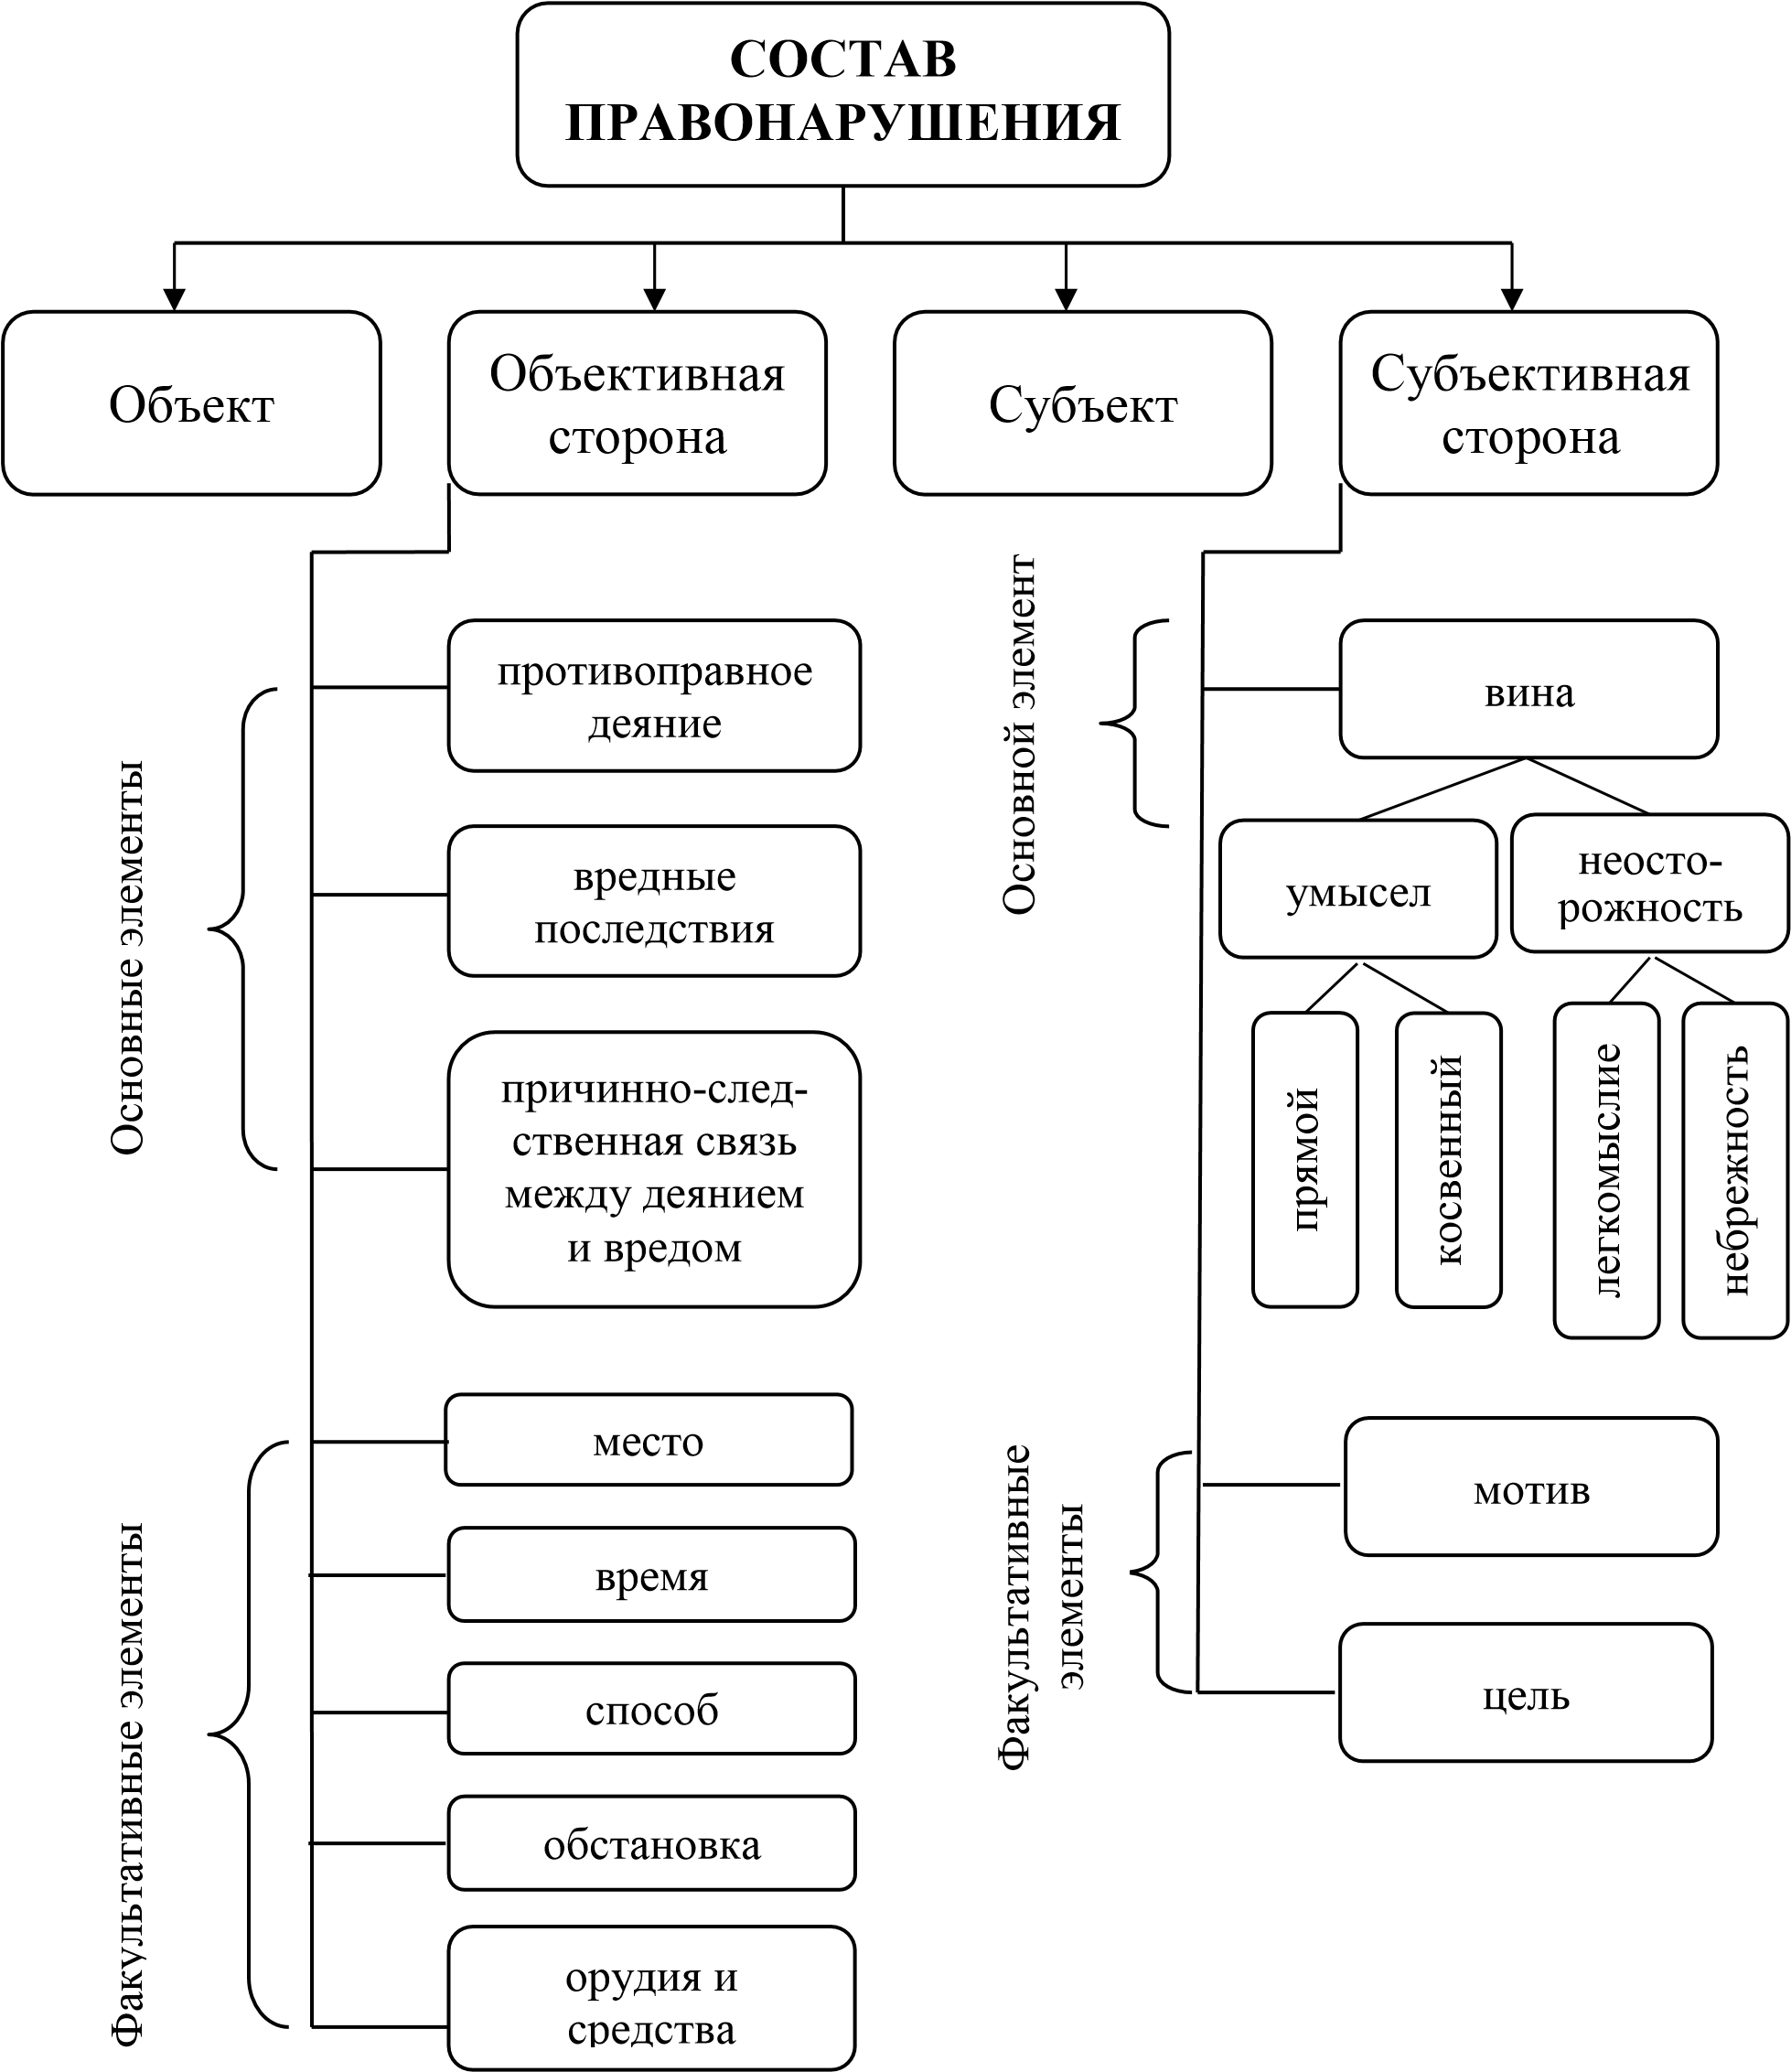 СОСТАВ
ПРАВОНАРУШЕНИЯ
Объект
Объективная
сторона
Субъект
Субъективная
сторона
Основные элементы
противоправное
деяние
вредные
последствия
причинно-след-
ственная связь
между деянием
и вредом
Факультативные элементы
место
время
способ
обстановка
орудия и
средства
Основной элемент
вина
умысел
неосто-
рожность
прямой
косвенный
легкомыслие
небрежность
Факультативные
элементы
мотив
цель